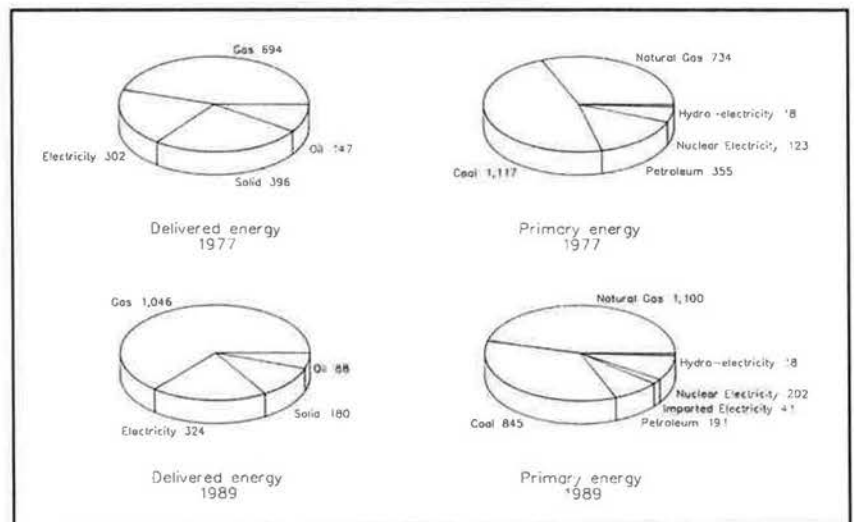 Gas 694
Electricity 302
Solid 396
Oil 147
Delivered energy
1977
Natural Gas 734
Hydro-electricity 18
Nuclear Electricity 123
Petroleum 355
Coal 1,117
Primary energy
1977
Gas 1,046
Oil 88
Solid 180
Electricity 324
Delivered energy
1989
Natural Gas 1,100
Hydro-electricity 18
Nuclear Electricity 202
Imported Electricity 41
Petroleum 191
Coal 845
Primary energy
1989